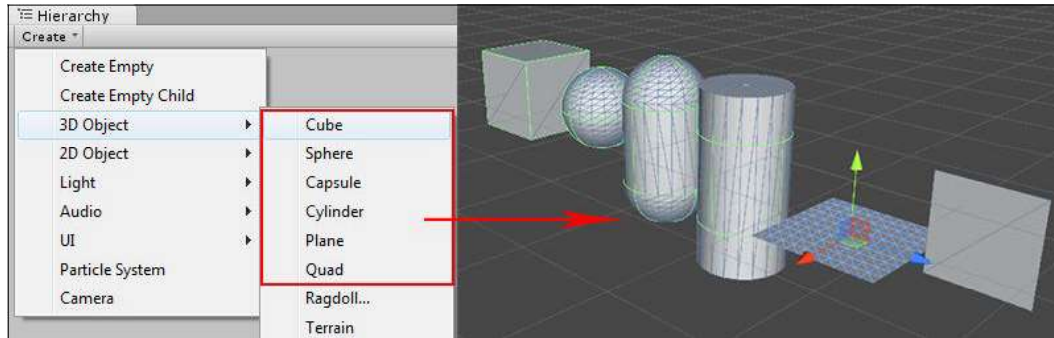 Hierarchy
Create
Create Empty
Create Empty Child
3D Object
2D Object
Light
Audio
UI
Particle System
Camera
Cube
Sphere
Capsule
Cylinder
Plane
Quad
Ragdoll...
Terrain